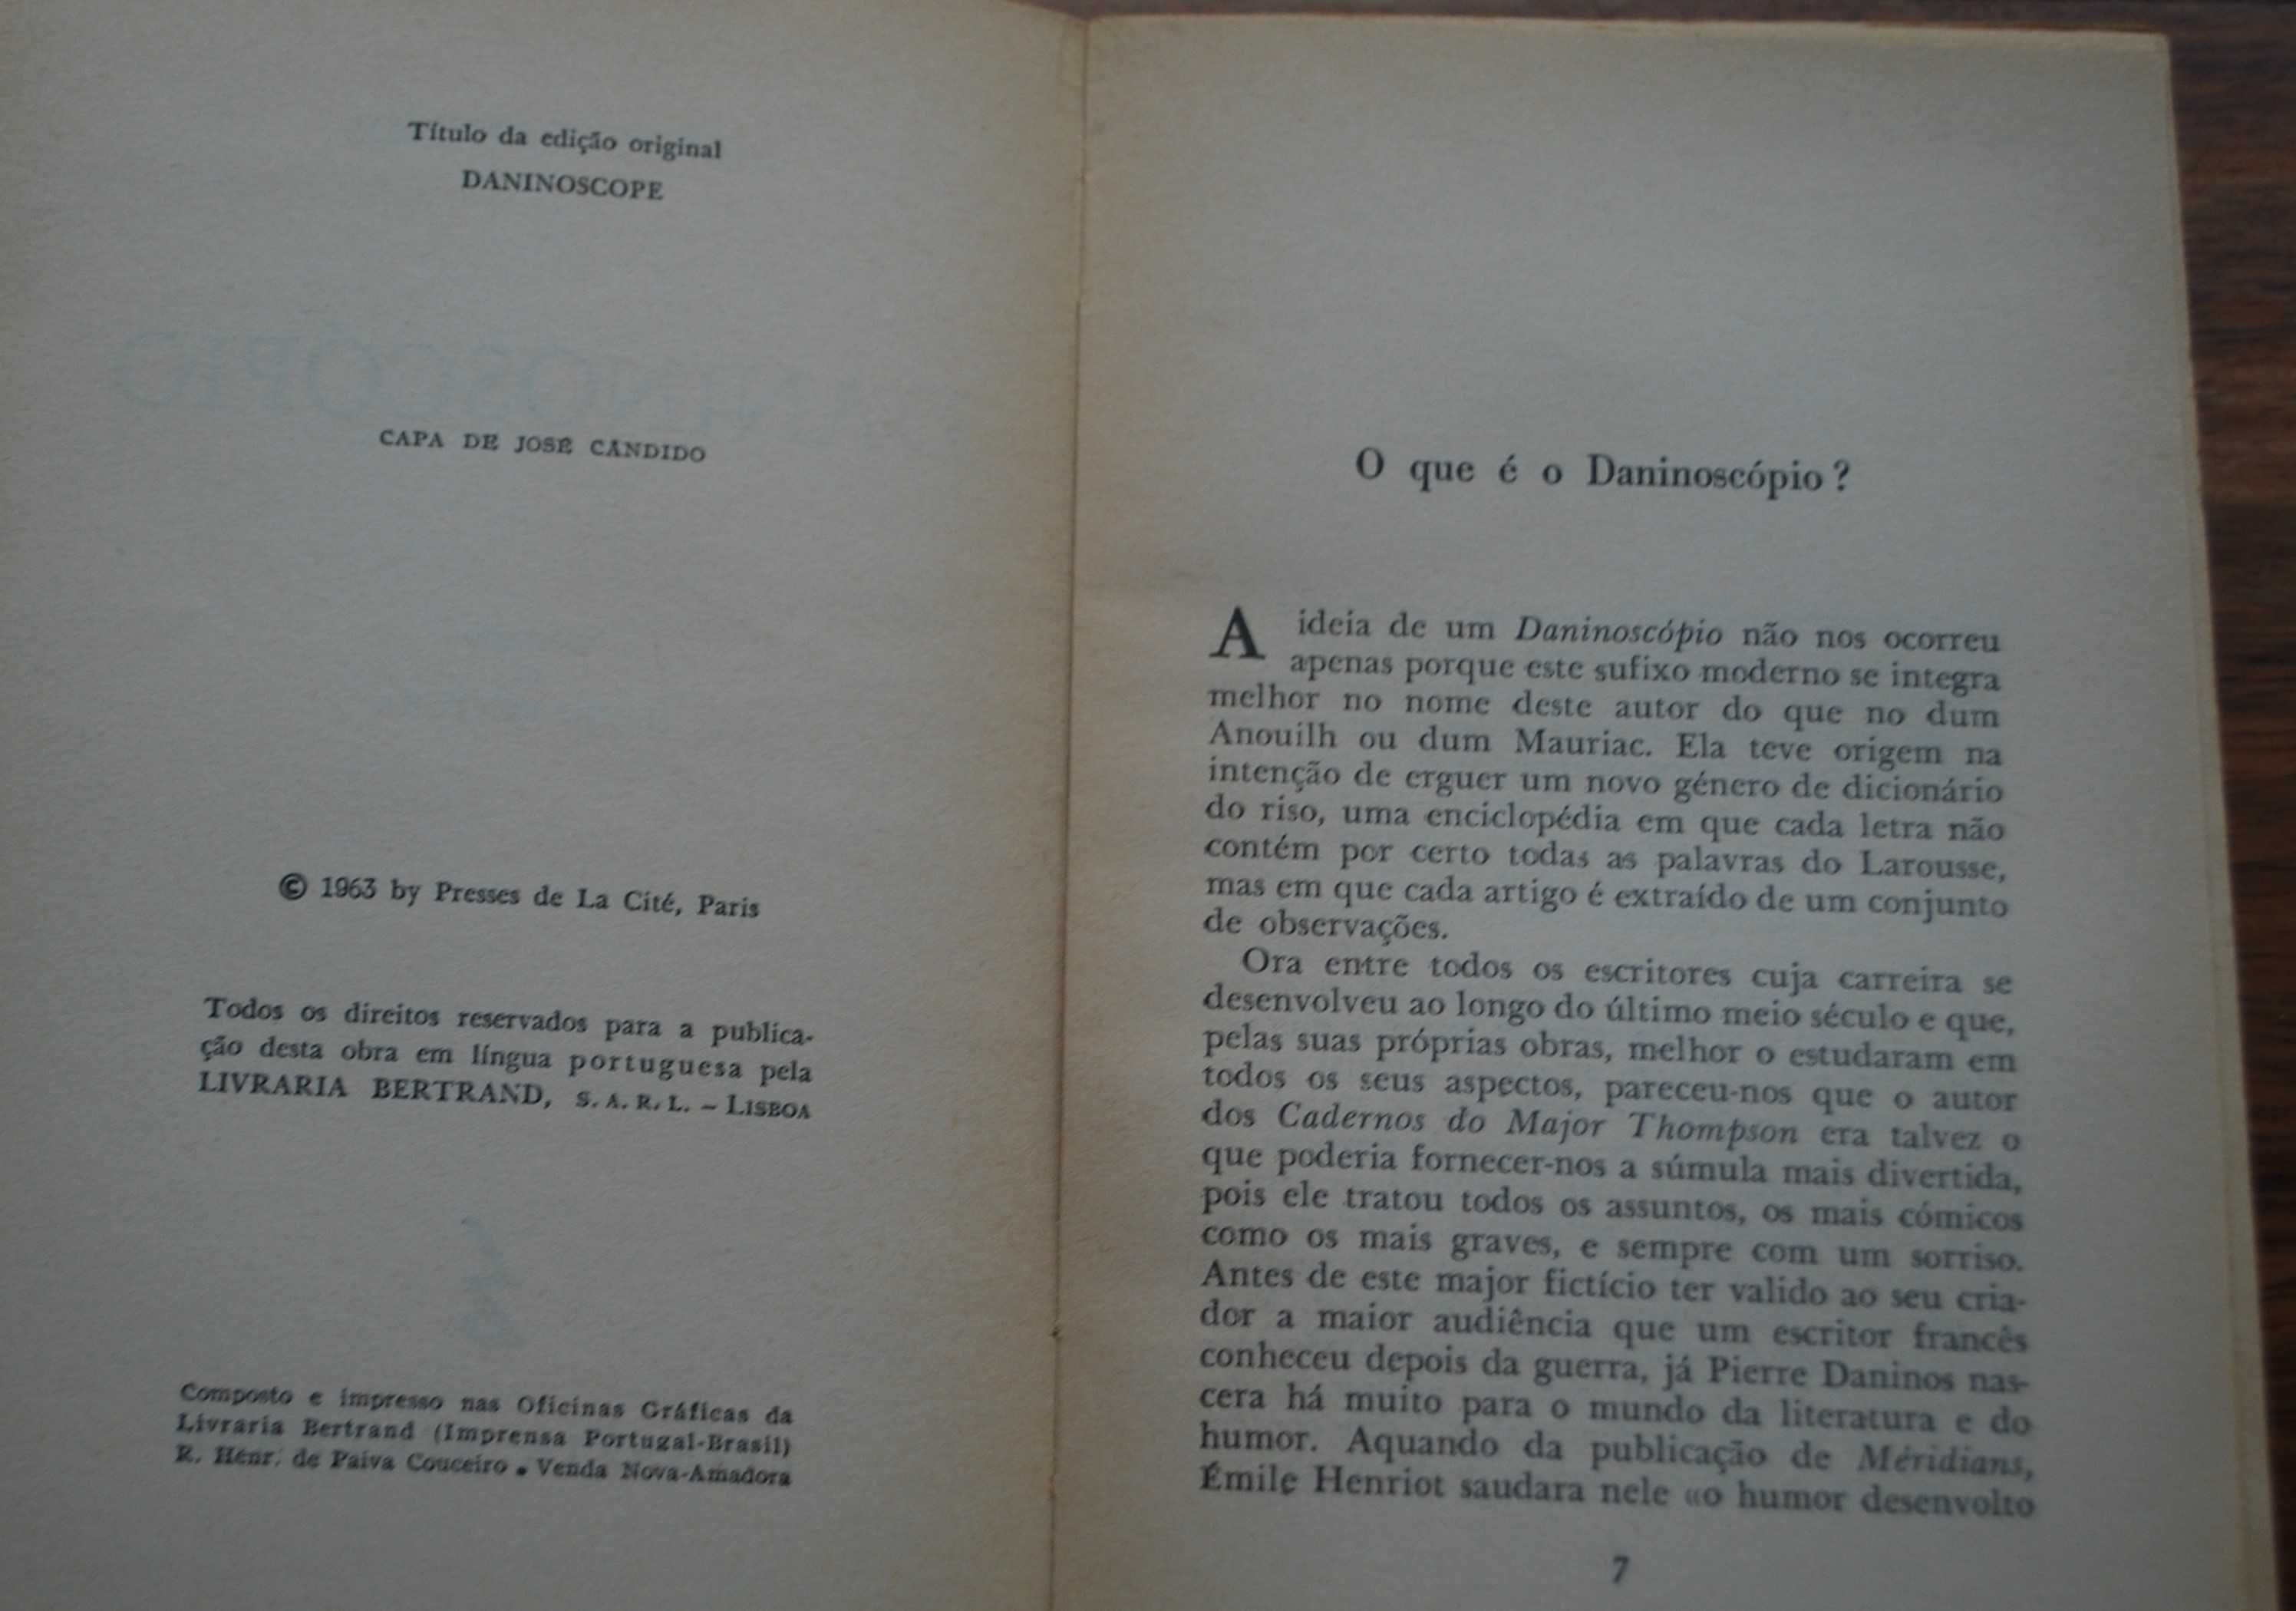 Título da edição original
DANINOSCOPE
CAPA DE JOSÉ CÂNDIDO
© 1963 by Presses de La Cité, Paris
Todos os direitos reservados para a publica-
ção desta obra em língua portuguesa pela
LIVRARIA BERTRAND, S. A. R. L. – LISBOA
Composto e impresso nas Oficinas Gráficas da
Livraria Bertrand (Imprensa Portugal-Brasil)
R. Henr. de Paiva Couceiro • Venda Nova-Amadora
O que é o Daninoscópio?
A ideia de um Daninoscópio não nos ocorreu
apenas porque este sufixo moderno se integra
melhor no nome deste autor do que no dum
Anouilh ou dum Mauriac. Ela teve origem na
intenção de erguer um novo género de dicionário
do riso, uma enciclopédia em que cada letra não
contém por certo todas as palavras do Larousse,
mas em que cada artigo é extraído de um conjunto
de observações.
Ora entre todos os escritores cuja carreira se
desenvolveu ao longo do último meio século e que,
pelas suas próprias obras, melhor o estudaram em
todos os seus aspectos, pareceu-nos que o autor
dos Cadernos do Major Thompson era talvez o
que poderia fornecer-nos a súmula mais divertida,
pois ele tratou todos os assuntos, os mais cómicos
como os mais graves, e sempre com um sorriso.
Antes de este major fictício ter valido ao seu cria-
dor a maior audiência que um escritor francês
conheceu depois da guerra, já Pierre Daninos nas-
cera há muito para o mundo da literatura e do
humor. Aquando da publicação de Méridians,
Émile Henriot saudara nele «o humor desenvolto
7